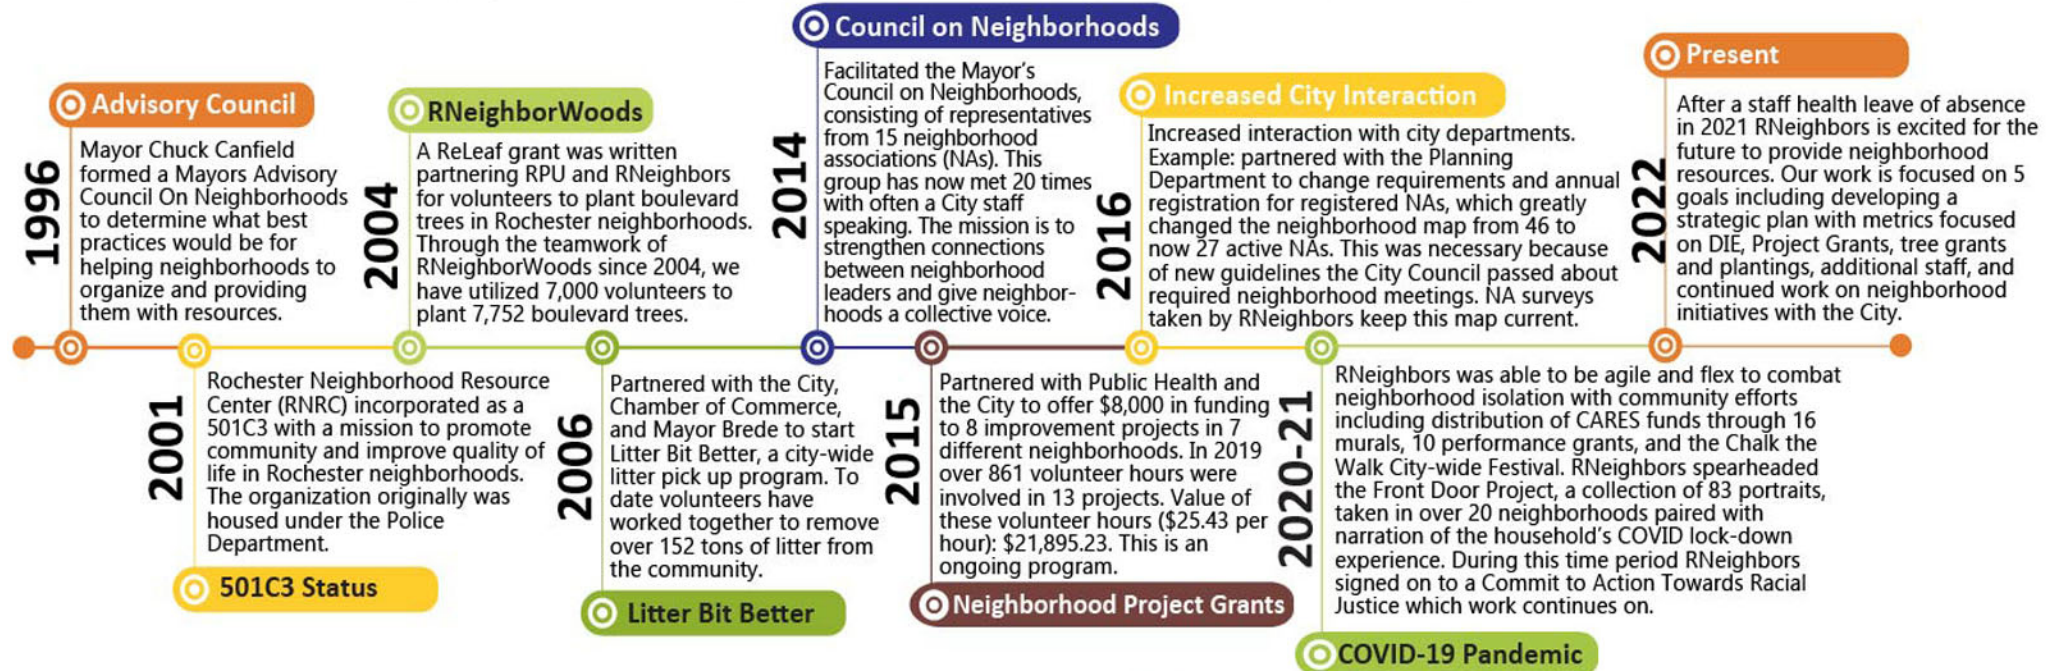 Advisory Council
1996
Mayor Chuck Canfield
formed a Mayors Advisory
Council On Neighborhoods
to determine what best
practices would be for
helping neighborhoods to
organize and providing
them with resources.
2001
Rochester Neighborhood Resource
Center (RNRC) incorporated as a
501C3 with a mission to promote
community and improve quality of
life in Rochester neighborhoods.
The organization originally was
housed under the Police
Department.
501C3 Status
RNeighborWoods
2004
A ReLeaf grant was written
partnering RPU and RNeighbors
for volunteers to plant boulevard
trees in Rochester neighborhoods.
Through the teamwork of
RNeighborWoods since 2004, we
have utilized 7,000 volunteers to
plant 7,752 boulevard trees.
2006
Partnered with the City,
Chamber of Commerce,
and Mayor Brede to start
Litter Bit Better, a city-wide
litter pick up program. To
date volunteers have
worked together to remove
over 152 tons of litter from
the community.
Litter Bit Better
Council on Neighborhoods
2014
Facilitated the Mayor's
Council on Neighborhoods,
consisting of representatives
from 15 neighborhood
associations (NAs). This
group has now met 20 times
with often a City staff
speaking. The mission is to
strengthen connections
between neighborhood
leaders and give neighbor-
hoods a collective voice.
2015
Partnered with Public Health and
the City to offer $8,000 in funding
to 8 improvement projects in 7
different neighborhoods. In 2019
over 861 volunteer hours were
involved in 13 projects. Value of
these volunteer hours ($25.43 per
hour): $21,895.23. This is an
ongoing program.
Neighborhood Project Grants
Increased City Interaction
2016
Increased interaction with city departments.
Example: partnered with the Planning
Department to change requirements and annual
registration for registered NAs, which greatly
changed the neighborhood map from 46 to
now 27 active NAs. This was necessary because
of new guidelines the City Council passed about
required neighborhood meetings. NA surveys
taken by RNeighbors keep this map current.
2020-21
RNeighbors was able to be agile and flex to combat
neighborhood isolation with community efforts
including distribution of CARES funds through 16
murals, 10 performance grants, and the Chalk the
Walk City-wide Festival. RNeighbors spearheaded
the Front Door Project, a collection of 83 portraits,
taken in over 20 neighborhoods paired with
narration of the household's COVID lock-down
experience. During this time period RNeighbors
signed on to a Commit to Action Towards Racial
Justice which work continues on.
COVID-19 Pandemic
Present
2022
After a staff health leave of absence
in 2021 RNeighbors is excited for the
future to provide neighborhood
resources. Our work is focused on 5
goals including developing a
strategic plan with metrics focused
on DIE, Project Grants, tree grants
and plantings, additional staff, and
continued work on neighborhood
initiatives with the City.